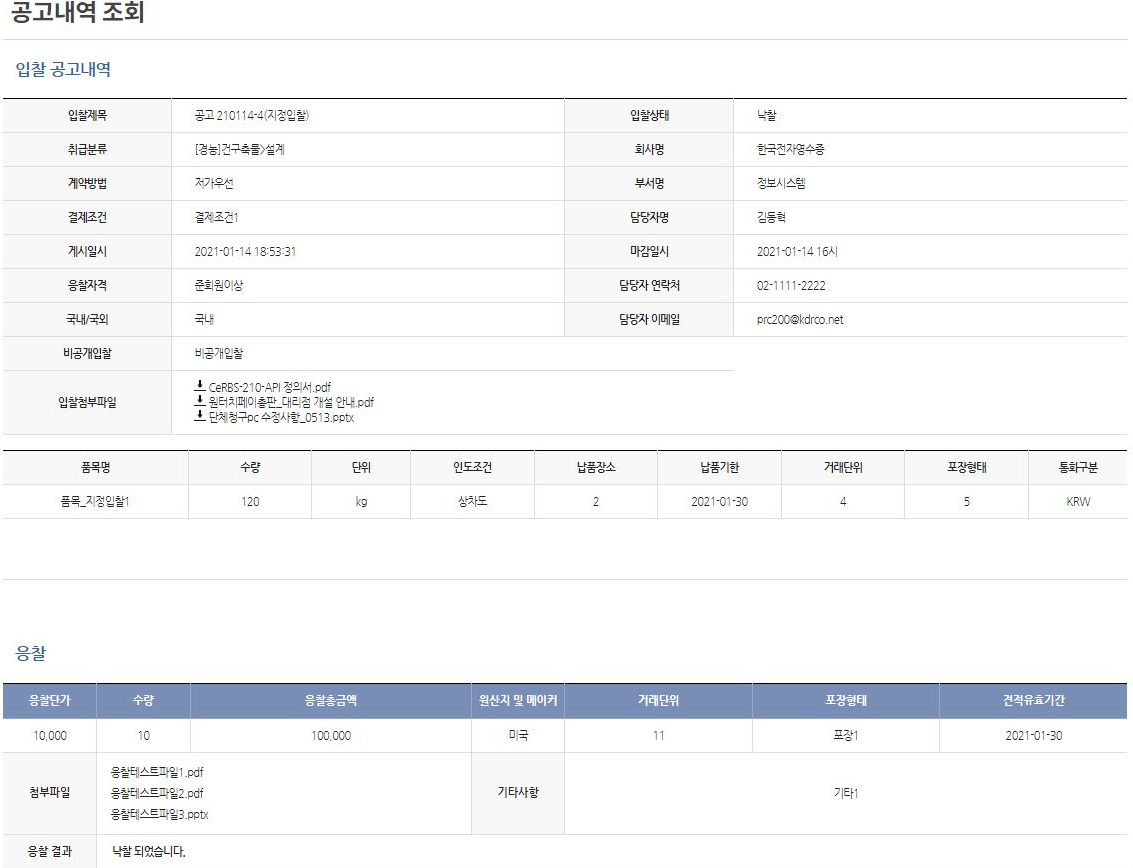 공고내역 조회
입찰 공고내역
입찰제목 공고 210114-4(지정입찰) 입찰상태 낙찰
취급분류 [경농]건구축물>설계 회사명 한국전자영수증
계약방법 저가우선 부서명 정보시스템
결제조건 결제조건1 담당자명 김동혁
게시일시 2021-01-14 18:53:31 마감일시 2021-01-14 16시
응찰자격 준회원이상 담당자 연락처 02-1111-2222
국내/국외 국내 담당자 이메일 prc200@kdrco.net
비공개입찰 비공개입찰
입찰첨부파일
CeRBS-210-API 정의서.pdf
원터치페이총판_대리점 개설 안내.pdf
단체청구pc 수정사항_0513.pptx
품목명 수량 단위 인도조건 납품장소 납품기한 거래단위 포장형태 통화구분
품목_지정입찰1 120 kg 상차도 2 2021-01-30 4 5 KRW
응찰
응찰단가 수량 응찰총금액 원산지 및 메이커 거래단위 포장형태 견적유효기간
10,000 10 100,000 미국 11 포장1 2021-01-30
첨부파일
응찰테스트파일1.pdf
응찰테스트파일2.pdf
응찰테스트파일3.pptx
기타사항 기타1
응찰 결과 낙찰 되었습니다.